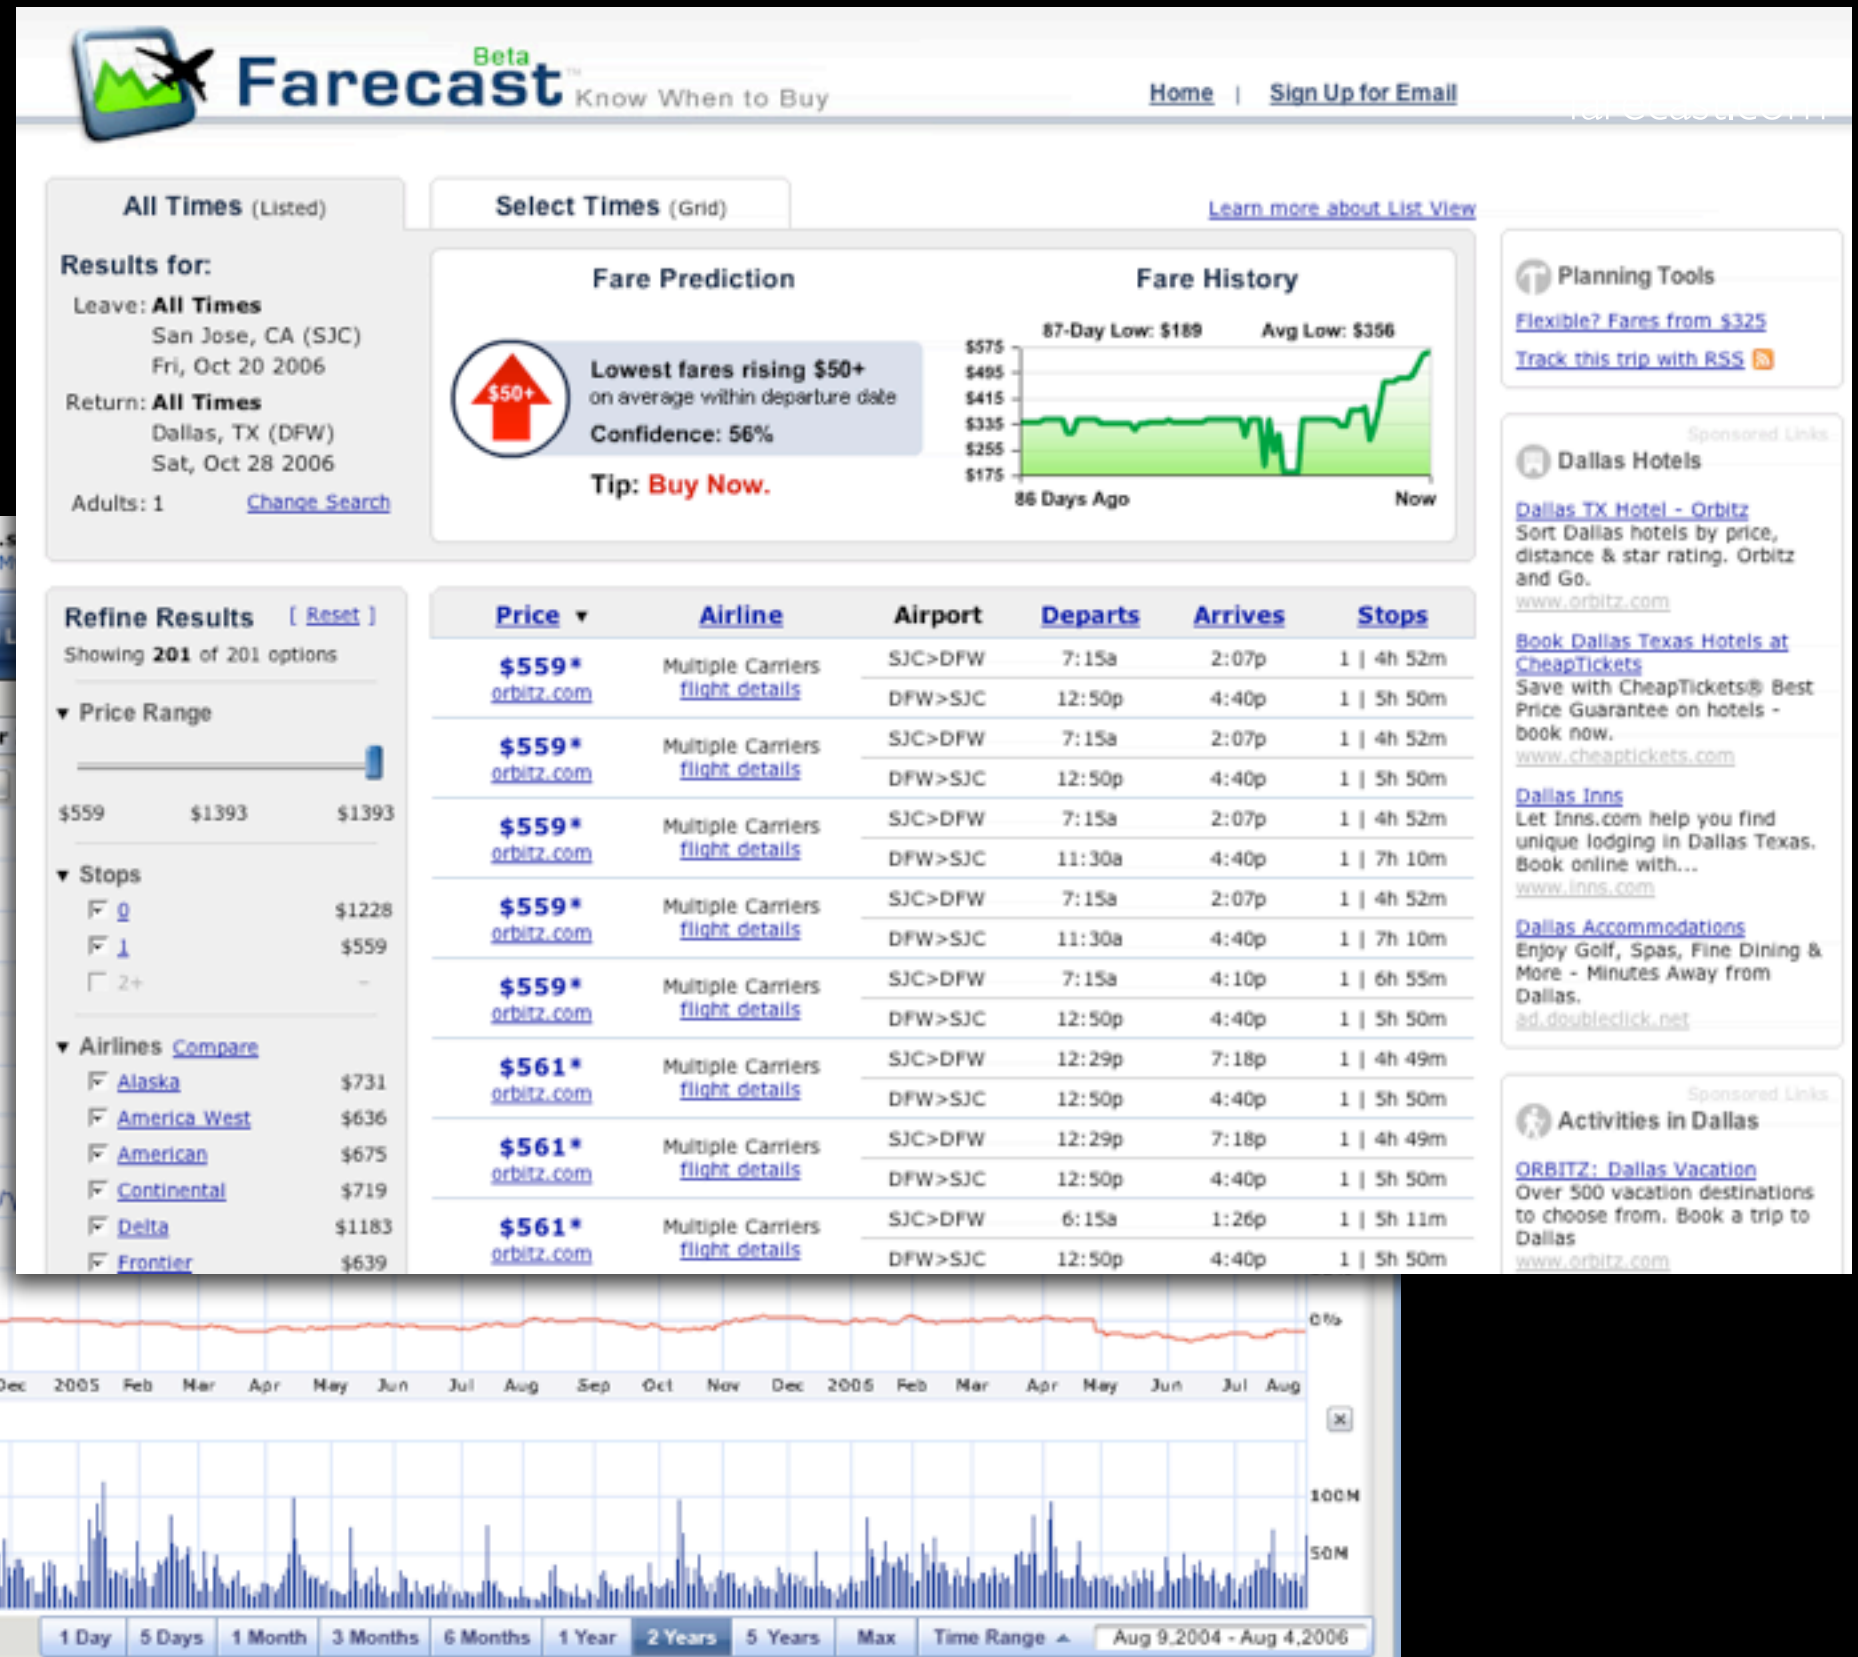 Beta
Farecast™ Know When to Buy
Home | Sign Up for Email
farecast.com
All Times (Listed)
Select Times (Grid)
Learn more about List View
Results for:
Leave: All Times
San Jose, CA (SJC)
Fri, Oct 20 2006
Return: All Times
Dallas, TX (DFW)
Sat, Oct 28 2006
Adults: 1 Change Search
Fare Prediction
$50+
Lowest fares rising $50+
on average within departure date
Confidence: 56%
Tip: Buy Now.
Fare History
87-Day Low: $189 Avg Low: $356
$575
$495
$415
$335
$255
$175
86 Days Ago Now
Planning Tools
Flexible? Fares from $325
Track this trip with RSS
Sponsored Links
Dallas Hotels
Dallas TX Hotel - Orbitz
Sort Dallas hotels by price,
distance & star rating. Orbitz
and Go.
www.orbitz.com
Book Dallas Texas Hotels at
CheapTickets
Save with CheapTickets® Best
Price Guarantee on hotels -
book now.
www.cheaptickets.com
Dallas Inns
Let Inns.com help you find
unique lodging in Dallas Texas.
Book online with...
www.inns.com
Dallas Accommodations
Enjoy Golf, Spas, Fine Dining &
More - Minutes Away from
Dallas.
ad.doubleclick.net
Sponsored Links
Activities in Dallas
ORBITZ: Dallas Vacation
Over 500 vacation destinations
to choose from. Book a trip to
Dallas
www.orbitz.com
Refine Results [ Reset ]
Showing 201 of 201 options
▼ Price Range
$559 $1393 $1393
▼ Stops
0 $1228
1 $559
2+ -
▼ Airlines Compare
Alaska $731
America West $636
American $675
Continental $719
Delta $1183
Frontier $639
Price ▼ Airline Airport Departs Arrives Stops
$559* Multiple Carriers SJC>DFW 7:15a 2:07p 1 | 4h 52m
orbitz.com flight details DFW>SJC 12:50p 4:40p 1 | 5h 50m
$559* Multiple Carriers SJC>DFW 7:15a 2:07p 1 | 4h 52m
orbitz.com flight details DFW>SJC 12:50p 4:40p 1 | 5h 50m
$559* Multiple Carriers SJC>DFW 7:15a 2:07p 1 | 4h 52m
orbitz.com flight details DFW>SJC 11:30a 4:40p 1 | 7h 10m
$559* Multiple Carriers SJC>DFW 7:15a 2:07p 1 | 4h 52m
orbitz.com flight details DFW>SJC 11:30a 4:40p 1 | 7h 10m
$559* Multiple Carriers SJC>DFW 7:15a 4:10p 1 | 6h 55m
orbitz.com flight details DFW>SJC 12:50p 4:40p 1 | 5h 50m
$561* Multiple Carriers SJC>DFW 12:29p 7:18p 1 | 4h 49m
orbitz.com flight details DFW>SJC 12:50p 4:40p 1 | 5h 50m
$561* Multiple Carriers SJC>DFW 12:29p 7:18p 1 | 4h 49m
orbitz.com flight details DFW>SJC 12:50p 4:40p 1 | 5h 50m
$561* Multiple Carriers SJC>DFW 6:15a 1:26p 1 | 5h 11m
orbitz.com flight details DFW>SJC 12:50p 4:40p 1 | 5h 50m
0%
Dec 2005 Feb Mar Apr May Jun Jul Aug Sep Oct Nov Dec 2006 Feb Mar Apr May Jun Jul Aug
100M
50M
1 Day 5 Days 1 Month 3 Months 6 Months 1 Year 2 Years 5 Years Max Time Range Aug 9,2004 - Aug 4,2006